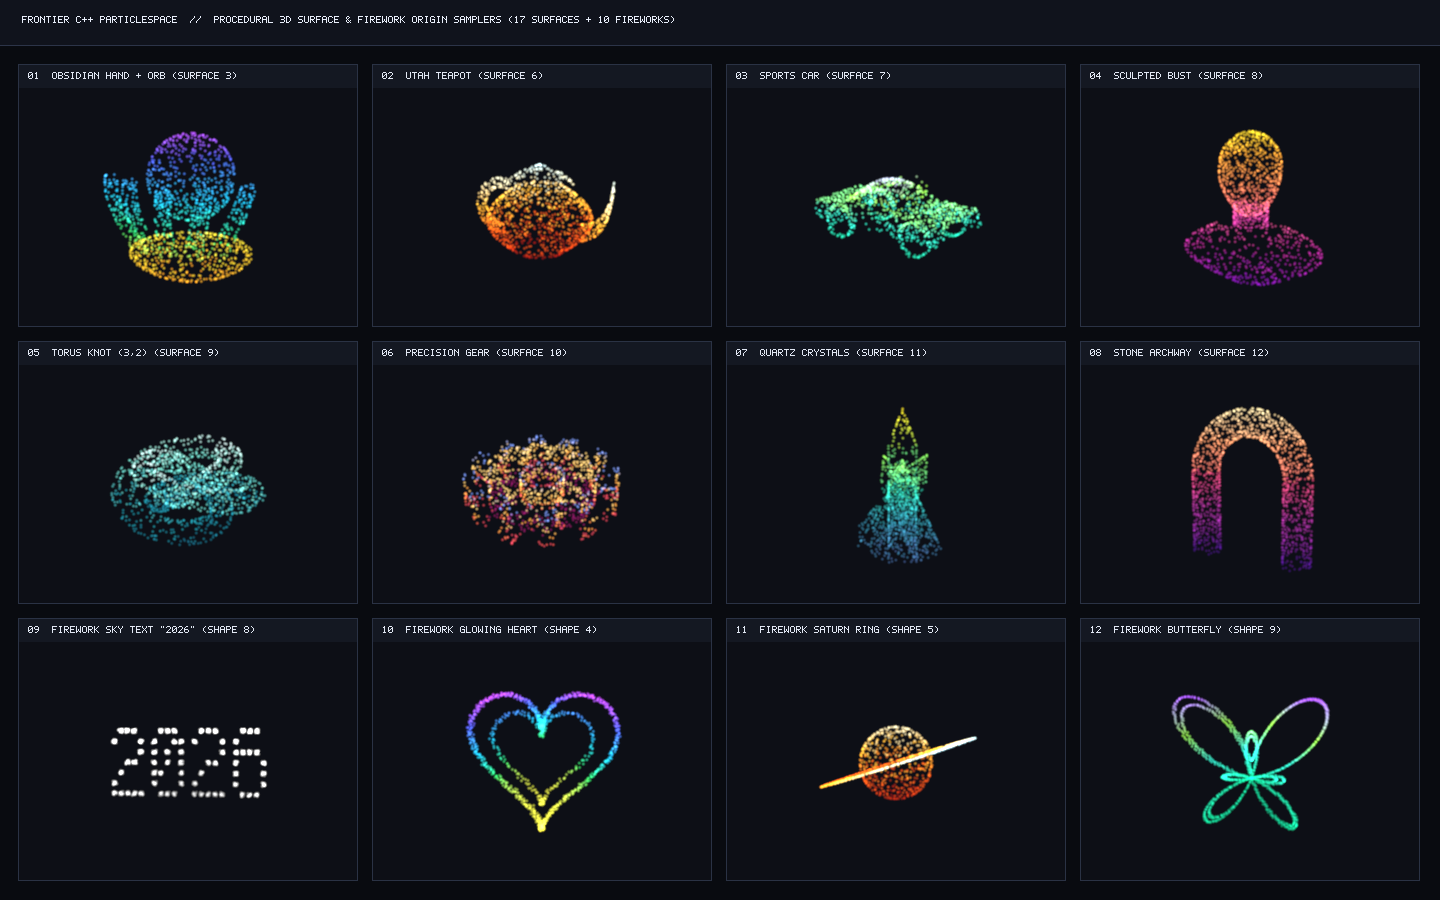 FRONTIER C++ PARTICLESPACE // PROCEDURAL 3D SURFACE & FIREWORK ORIGIN SAMPLERS (17 SURFACES + 10 FIREWORKS)
01 OBSIDIAN HAND + ORB (SURFACE 3)
02 UTAH TEAPOT (SURFACE 6)
03 SPORTS CAR (SURFACE 7)
04 SCULPTED BUST (SURFACE 8)
05 TORUS KNOT (3,2) (SURFACE 9)
06 PRECISION GEAR (SURFACE 10)
07 QUARTZ CRYSTALS (SURFACE 11)
08 STONE ARCHWAY (SURFACE 12)
09 FIREWORK SKY TEXT "2026" (SHAPE 8)
2026
10 FIREWORK GLOWING HEART (SHAPE 4)
11 FIREWORK SATURN RING (SHAPE 5)
12 FIREWORK BUTTERFLY (SHAPE 9)